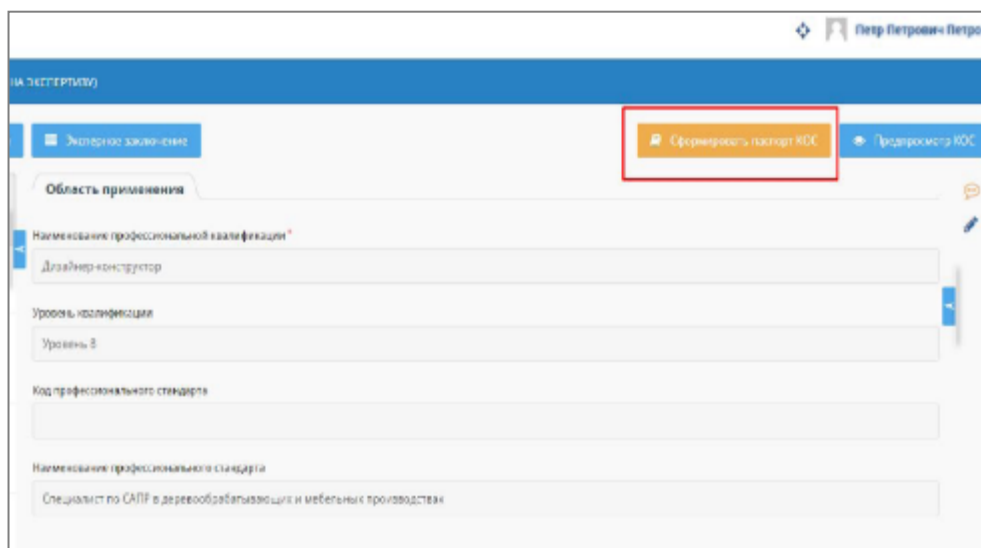 Петр Петрович Петро
НА ЭКСПЕРТИЗУ)
Экспертное заключение
Сформировать паспорт КОС
Предпросмотр КОС
Область применения
Наименование профессиональной квалификации *
Дизайнер-конструктор
Уровень квалификации
Уровень 8
Код профессионального стандарта
Наименование профессионального стандарта
Специалист по САПР в деревообрабатывающих и мебельных производствах